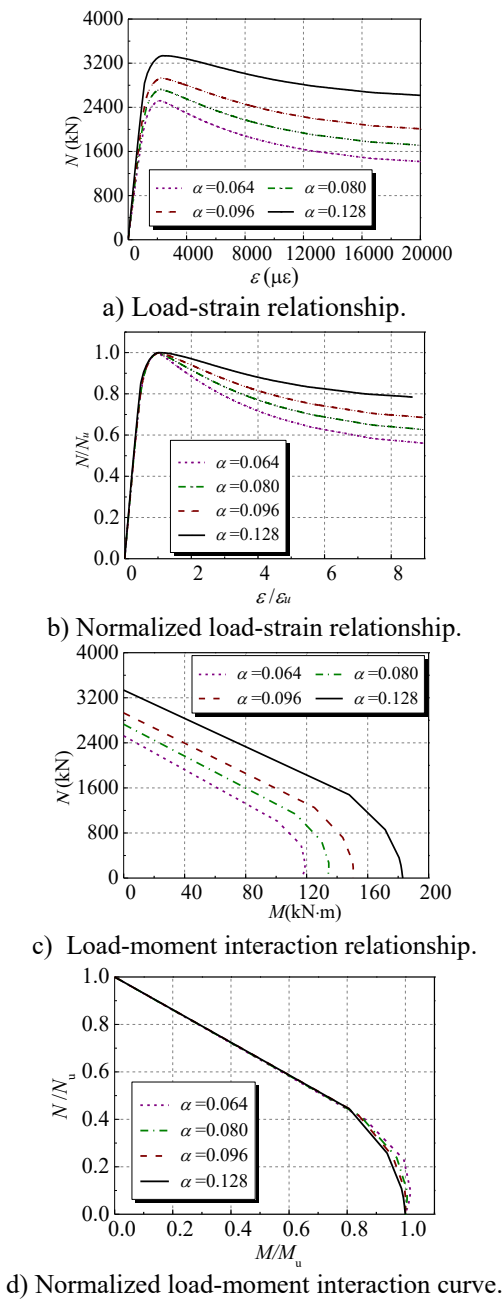 4000
3200
2400
1600
800
0
N (kN)
α=0.064 α=0.080
α=0.096 α=0.128
0 4000 8000 12000 16000 20000
ε (με)
a) Load-strain relationship.
1.0
0.8
0.6
0.4
0.2
0.0
N/Nu
α=0.064
α=0.080
α=0.096
α=0.128
0 2 4 6 8
ε/εu
b) Normalized load-strain relationship.
4000
3200
2400
1600
800
0
N (kN)
α=0.064 α=0.080
α=0.096 α=0.128
0 40 80 120 160 200
M(kN·m)
c) Load-moment interaction relationship.
1.0
0.8
0.6
0.4
0.2
0.0
N/Nu
α=0.064
α=0.080
α=0.096
α=0.128
0.0 0.2 0.4 0.6 0.8 1.0
M/Mu
d) Normalized load-moment interaction curve.